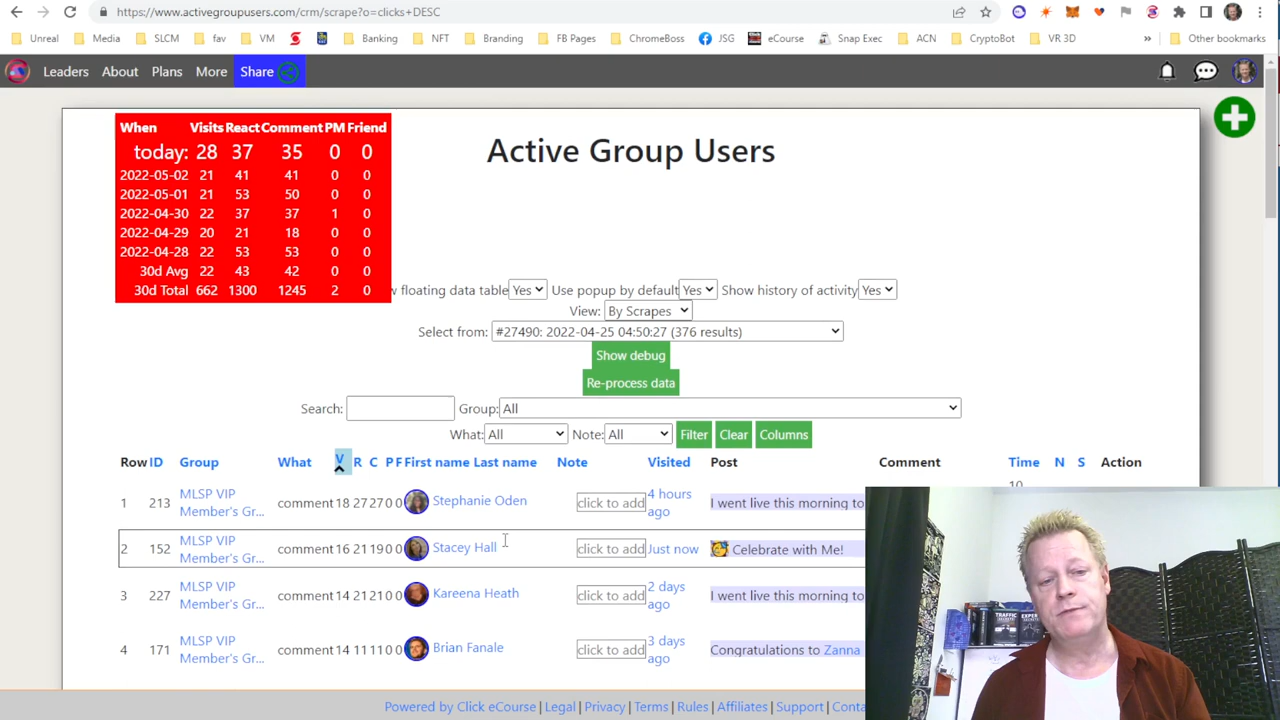 https://www.activegroupusers.com/crm/scrape?o=clicks+DESC
Unreal Media SLCM fav VM Banking NFT Branding FB Pages ChromeBoss JSG eCourse Snap Exec ACN CryptoBot VR 3D » Other bookmarks
Leaders About Plans More Share
Active Group Users
When Visits React Comment PM Friend
today: 28 37 35 0 0
2022-05-02 21 41 41 0 0
2022-05-01 21 53 50 0 0
2022-04-30 22 37 37 1 0
2022-04-29 20 21 18 0 0
2022-04-28 22 53 53 0 0
30d Avg 22 43 42 0 0
30d Total 662 1300 1245 2 0
w floating data table Yes Use popup by default Yes Show history of activity Yes
View: By Scrapes
Select from: #27490: 2022-04-25 04:50:27 (376 results)
Show debug
Re-process data
Search: Group: All
What: All Note: All Filter Clear Columns
Row ID Group What V R C P F First name Last name Note Visited Post Comment Time N S Action
1 213 MLSP VIP Member's Gr... comment 18 27 27 0 0 Stephanie Oden click to add 4 hours ago I went live this morning to 10
2 152 MLSP VIP Member's Gr... comment 16 21 19 0 0 Stacey Hall click to add Just now Celebrate with Me!
3 227 MLSP VIP Member's Gr... comment 14 21 21 0 0 Kareena Heath click to add 2 days ago I went live this morning to
4 171 MLSP VIP Member's Gr... comment 14 11 11 0 0 Brian Fanale click to add 3 days ago Congratulations to Zanna
TRAFFIC SECRETS
Powered by Click eCourse | Legal | Privacy | Terms | Rules | Affiliates | Support | Conta